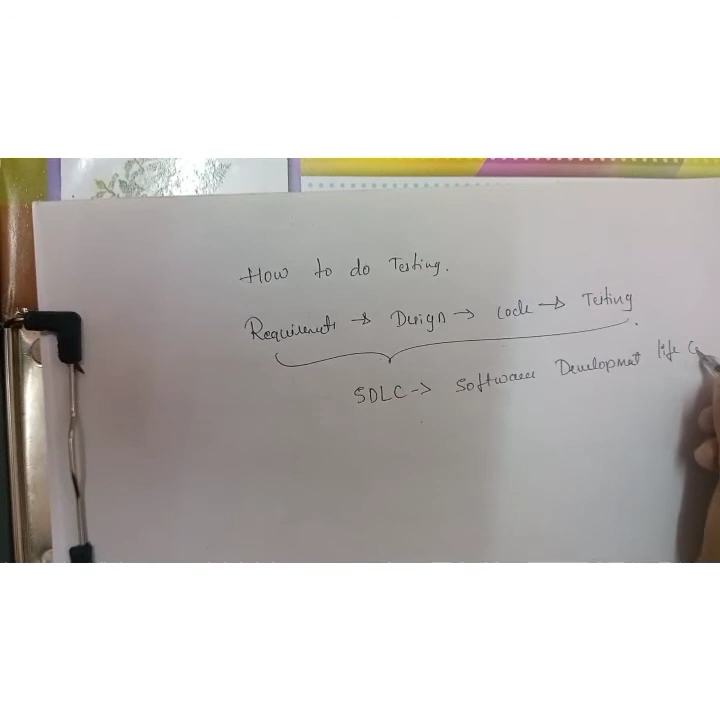 How to do Testing.
Requirements → Design → Code → Testing.
SDLC → Software Development life